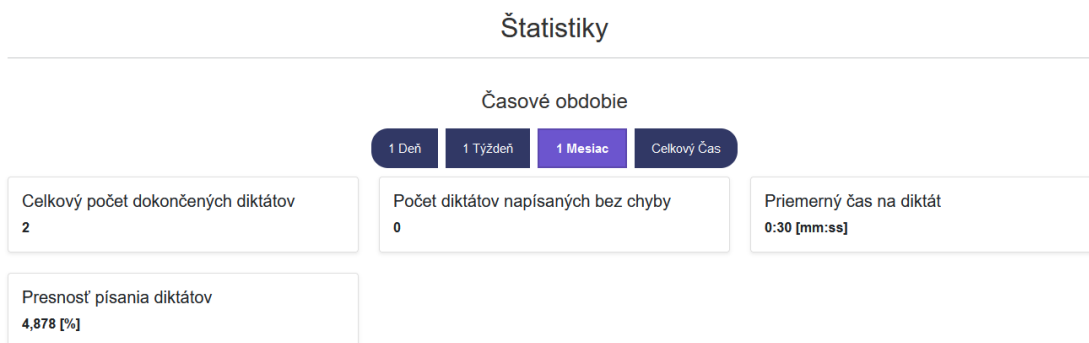 Štatistiky
Časové obdobie
1 Deň
1 Týždeň
1 Mesiac
Celkový Čas
Celkový počet dokončených diktátov
2
Počet diktátov napísaných bez chyby
0
Priemerný čas na diktát
0:30 [mm:ss]
Presnosť písania diktátov
4,878 [%]